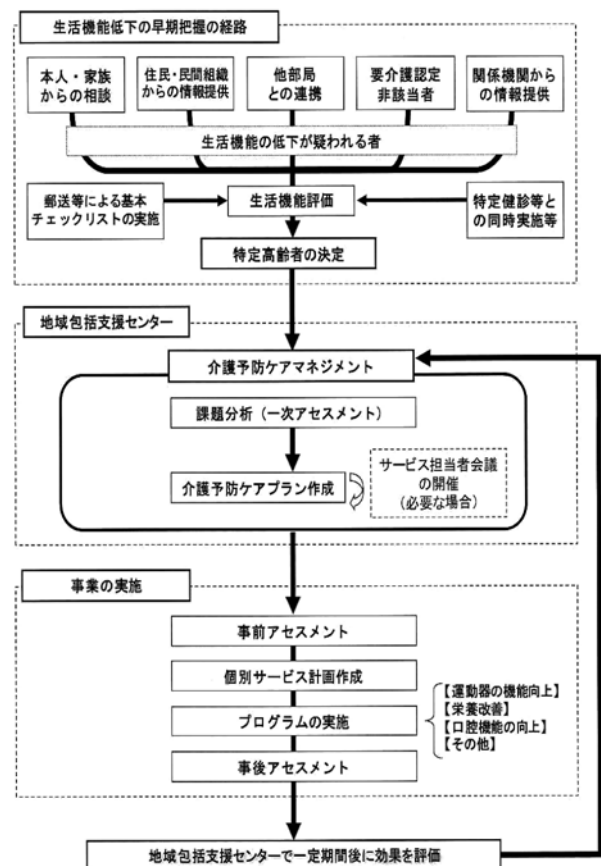 生活機能低下の早期把握の経路
本人・家族
からの相談
住民・民間組織
からの情報提供
他部局
との連携
要介護認定
非該当者
関係機関から
の情報提供
生活機能の低下が疑われる者
郵送等による基本
チェックリストの実施
生活機能評価
特定健診等と
の同時実施等
特定高齢者の決定
地域包括支援センター
介護予防ケアマネジメント
課題分析(一次アセスメント)
介護予防ケアプラン作成
サービス担当者会議
の開催
(必要な場合)
事業の実施
事前アセスメント
個別サービス計画作成
プログラムの実施
【運動器の機能向上】
【栄養改善】
【口腔機能の向上】
【その他】
事後アセスメント
地域包括支援センターで一定期間後に効果を評価